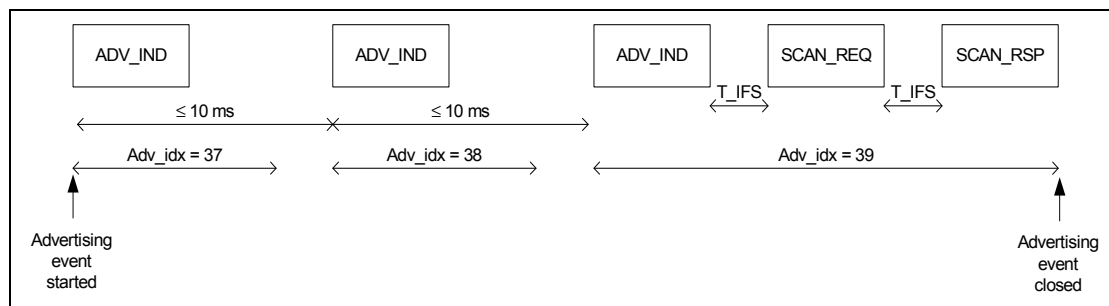 ADV_IND
ADV_IND
ADV_IND
SCAN_REQ
SCAN_RSP
T_IFS
T_IFS
≤ 10 ms
≤ 10 ms
Adv_idx = 37
Adv_idx = 38
Adv_idx = 39
Advertising
event
started
Advertising
event
closed